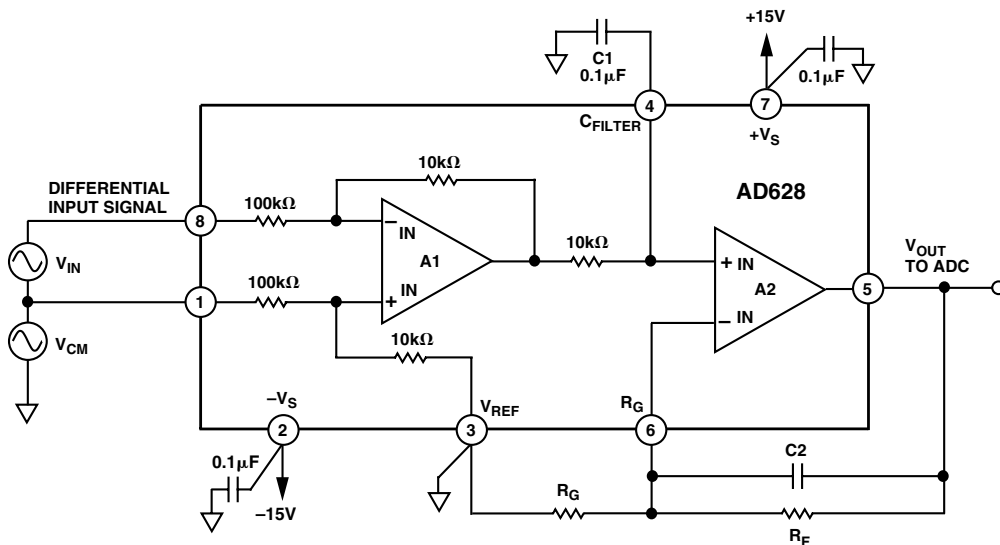 +15V
C1
0.1µF
0.1µF
4
7
CFILTER
+VS
10kΩ
AD628
DIFFERENTIAL
INPUT SIGNAL
100kΩ
8
– IN
VIN
A1
10kΩ
+ IN
VOUT
TO ADC
A2
5
100kΩ
1
+ IN
– IN
VCM
10kΩ
–VS
VREF
RG
2
3
6
0.1µF
C2
–15V
RG
RF